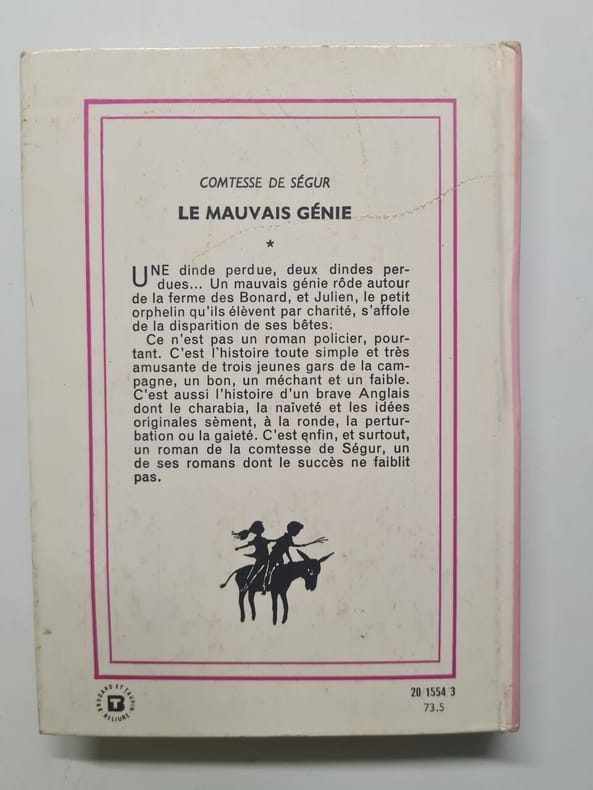 COMTESSE DE SÉGUR
LE MAUVAIS GÉNIE
*
UNE dinde perdue, deux dindes per-
dues... Un mauvais génie rôde autour
de la ferme des Bonard, et Julien, le petit
orphelin qu'ils élèvent par charité, s'affole
de la disparition de ses bêtes.
Ce n'est pas un roman policier, pour-
tant. C'est l'histoire toute simple et très
amusante de trois jeunes gars de la cam-
pagne, un bon, un méchant et un faible.
C'est aussi l'histoire d'un brave Anglais
dont le charabia, la naïveté et les idées
originales sèment, à la ronde, la pertur-
bation ou la gaieté. C'est enfin, et surtout,
un roman de la comtesse de Ségur, un
de ses romans dont le succès ne faiblit
pas.
BRODARD ET TAUPIN
RELIURE
20/1554/3
73.5